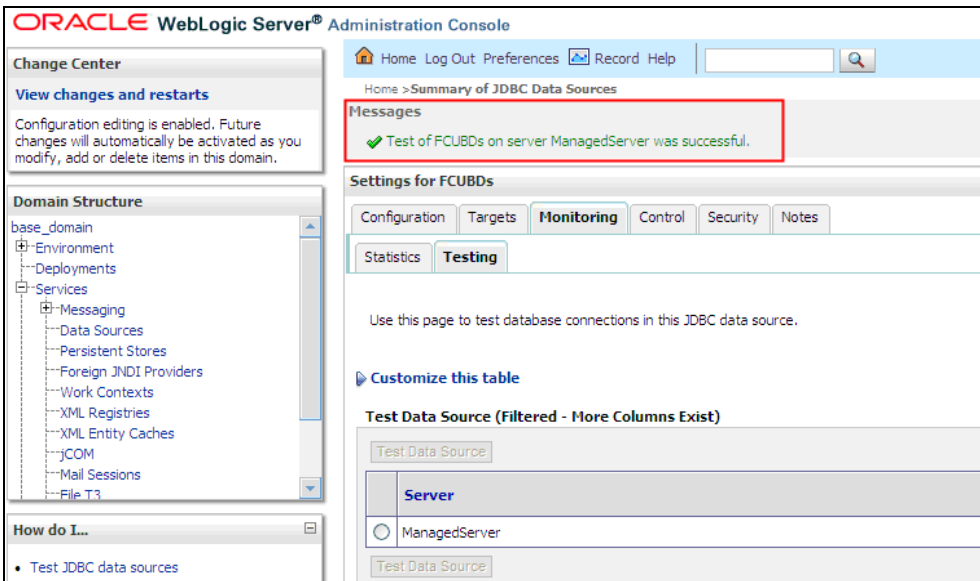 ORACLE WebLogic Server® Administration Console
Change Center
View changes and restarts
Configuration editing is enabled. Future
changes will automatically be activated as you
modify, add or delete items in this domain.
Domain Structure
base_domain
Environment
Deployments
Services
Messaging
Data Sources
Persistent Stores
Foreign JNDI Providers
Work Contexts
XML Registries
XML Entity Caches
jCOM
Mail Sessions
File T3
How do I...
• Test JDBC data sources
Home Log Out Preferences Record Help
Home >Summary of JDBC Data Sources
Messages
Test of FCUBDs on server ManagedServer was successful.
Settings for FCUBDs
Configuration Targets Monitoring Control Security Notes
Statistics Testing
Use this page to test database connections in this JDBC data source.
Customize this table
Test Data Source (Filtered - More Columns Exist)
Test Data Source
Server
ManagedServer
Test Data Source